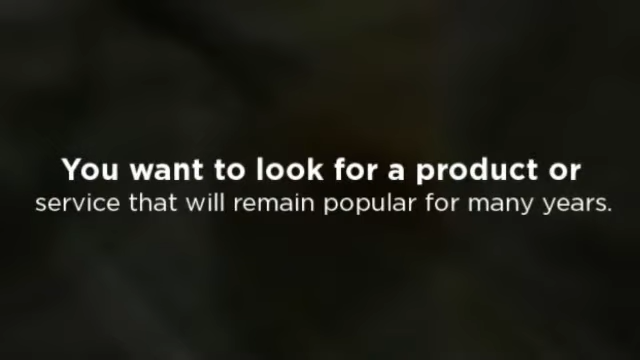 You want to look for a product or
service that will remain popular for many years.